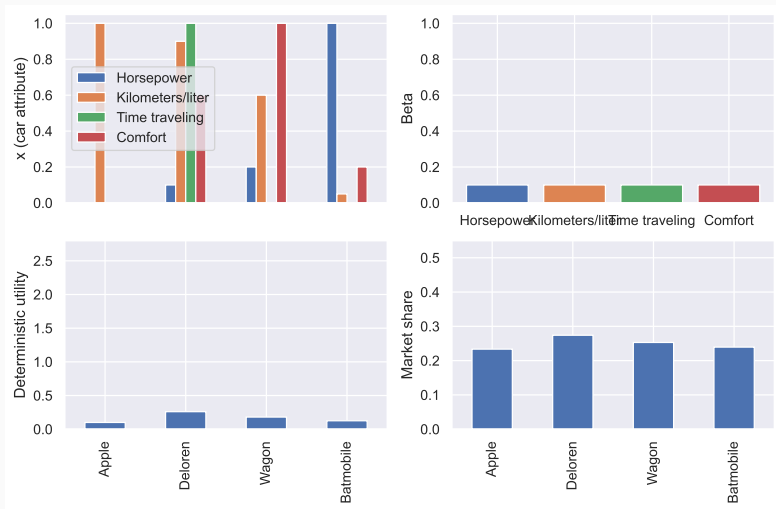 x (car attribute)
1.0
0.8
0.6
0.4
0.2
0.0
Horsepower
Kilometers/liter
Time traveling
Comfort
Beta
1.0
0.8
0.6
0.4
0.2
0.0
Horsepower
Kilometers/liter
Time traveling
Comfort
Deterministic utility
2.5
2.0
1.5
1.0
0.5
0.0
Apple
Deloren
Wagon
Batmobile
Market share
0.5
0.4
0.3
0.2
0.1
0.0
Apple
Deloren
Wagon
Batmobile